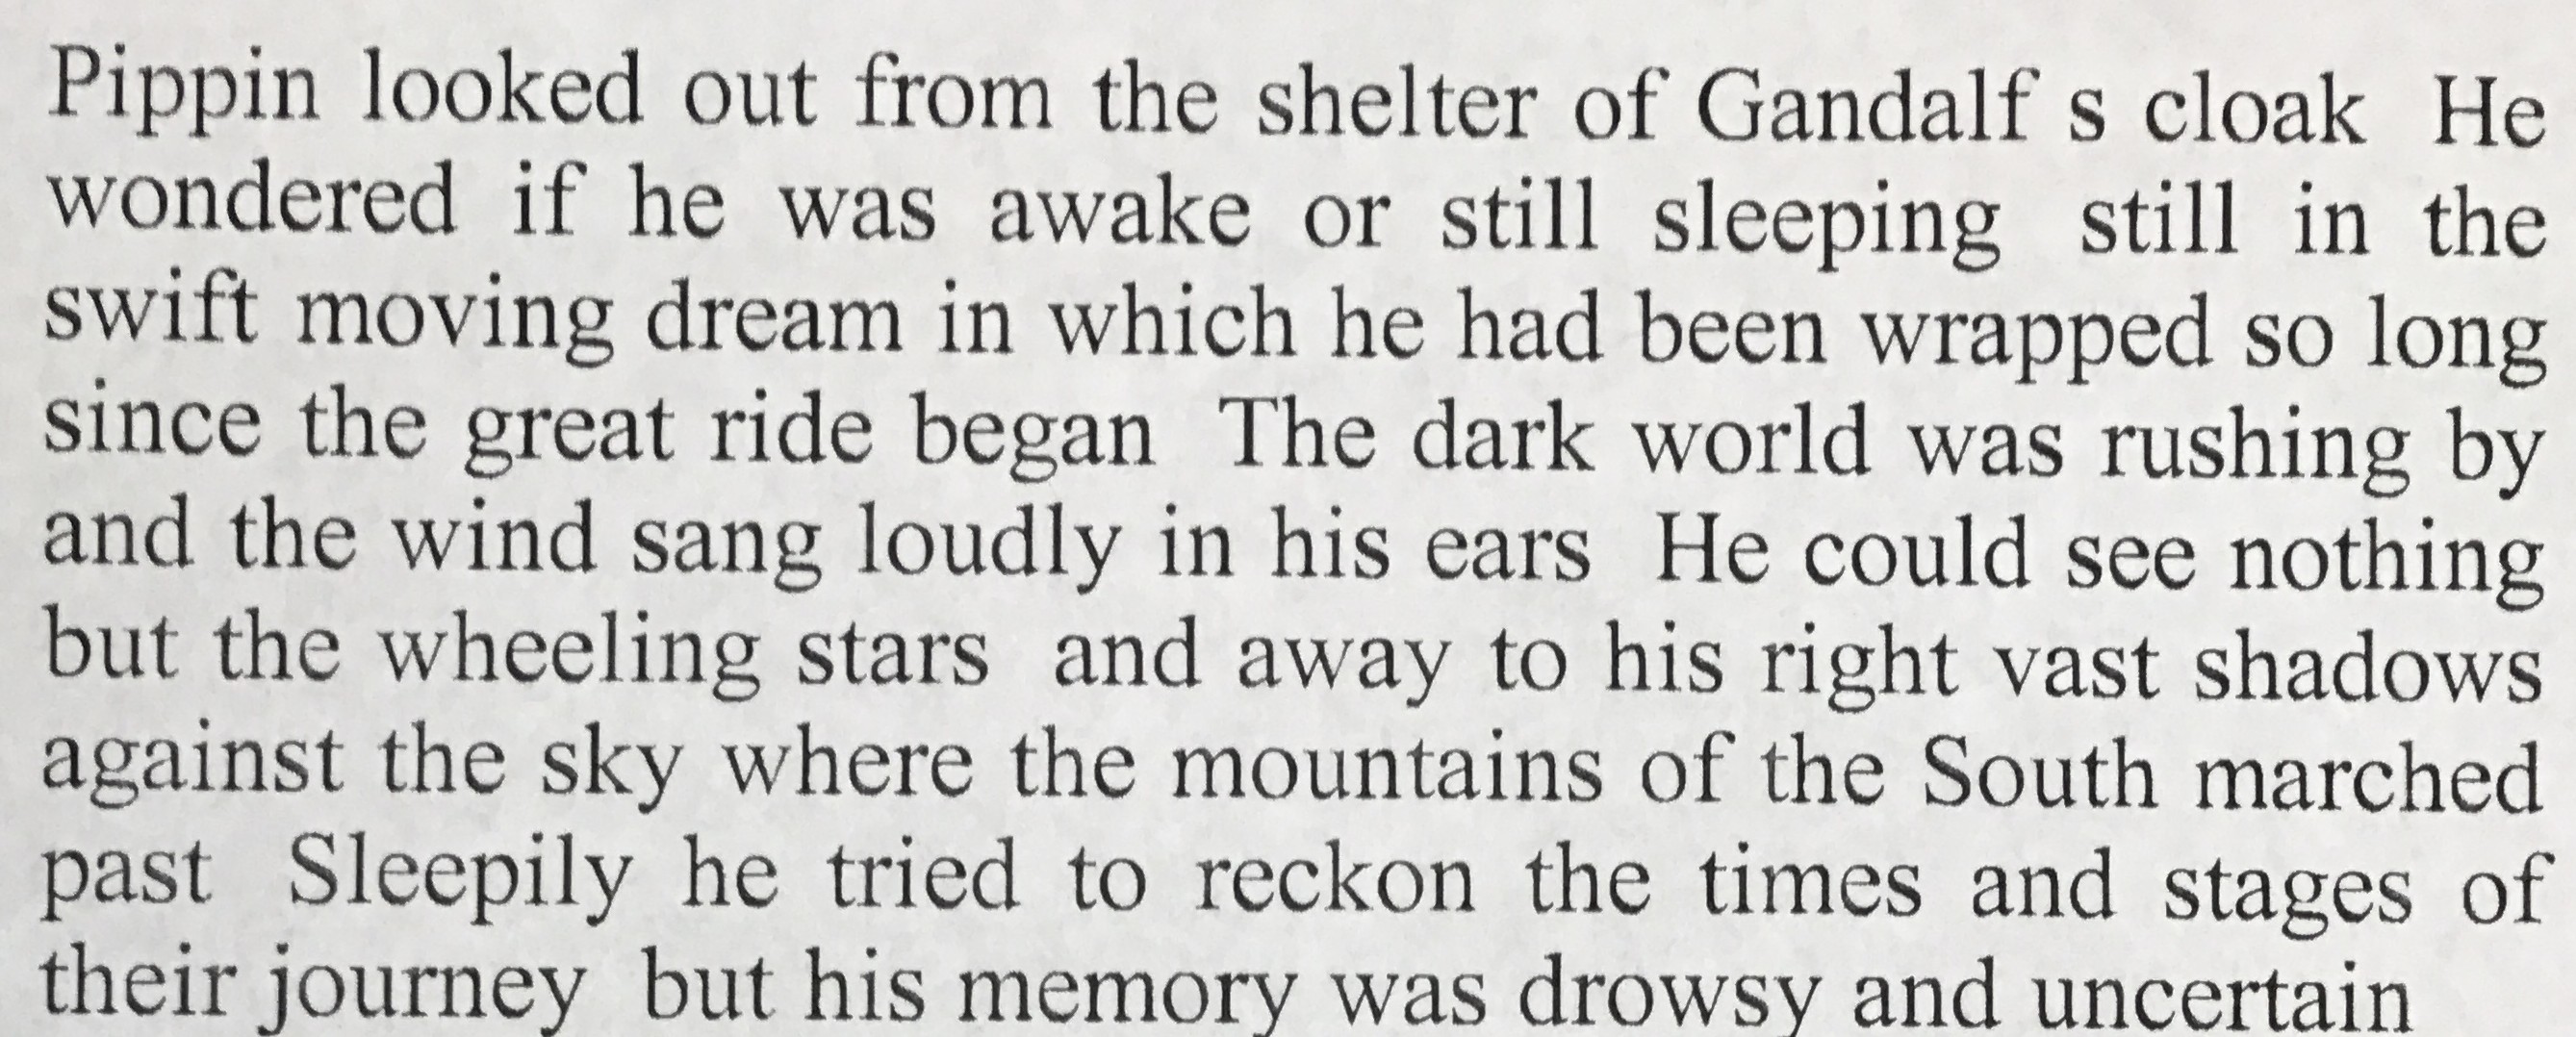 Pippin looked out from the shelter of Gandalf s cloak  He
wondered if he was awake or still sleeping  still in the
swift moving dream in which he had been wrapped so long
since the great ride began  The dark world was rushing by
and the wind sang loudly in his ears  He could see nothing
but the wheeling stars  and away to his right vast shadows
against the sky where the mountains of the South marched
past  Sleepily he tried to reckon the times and stages of
their journey  but his memory was drowsy and uncertain